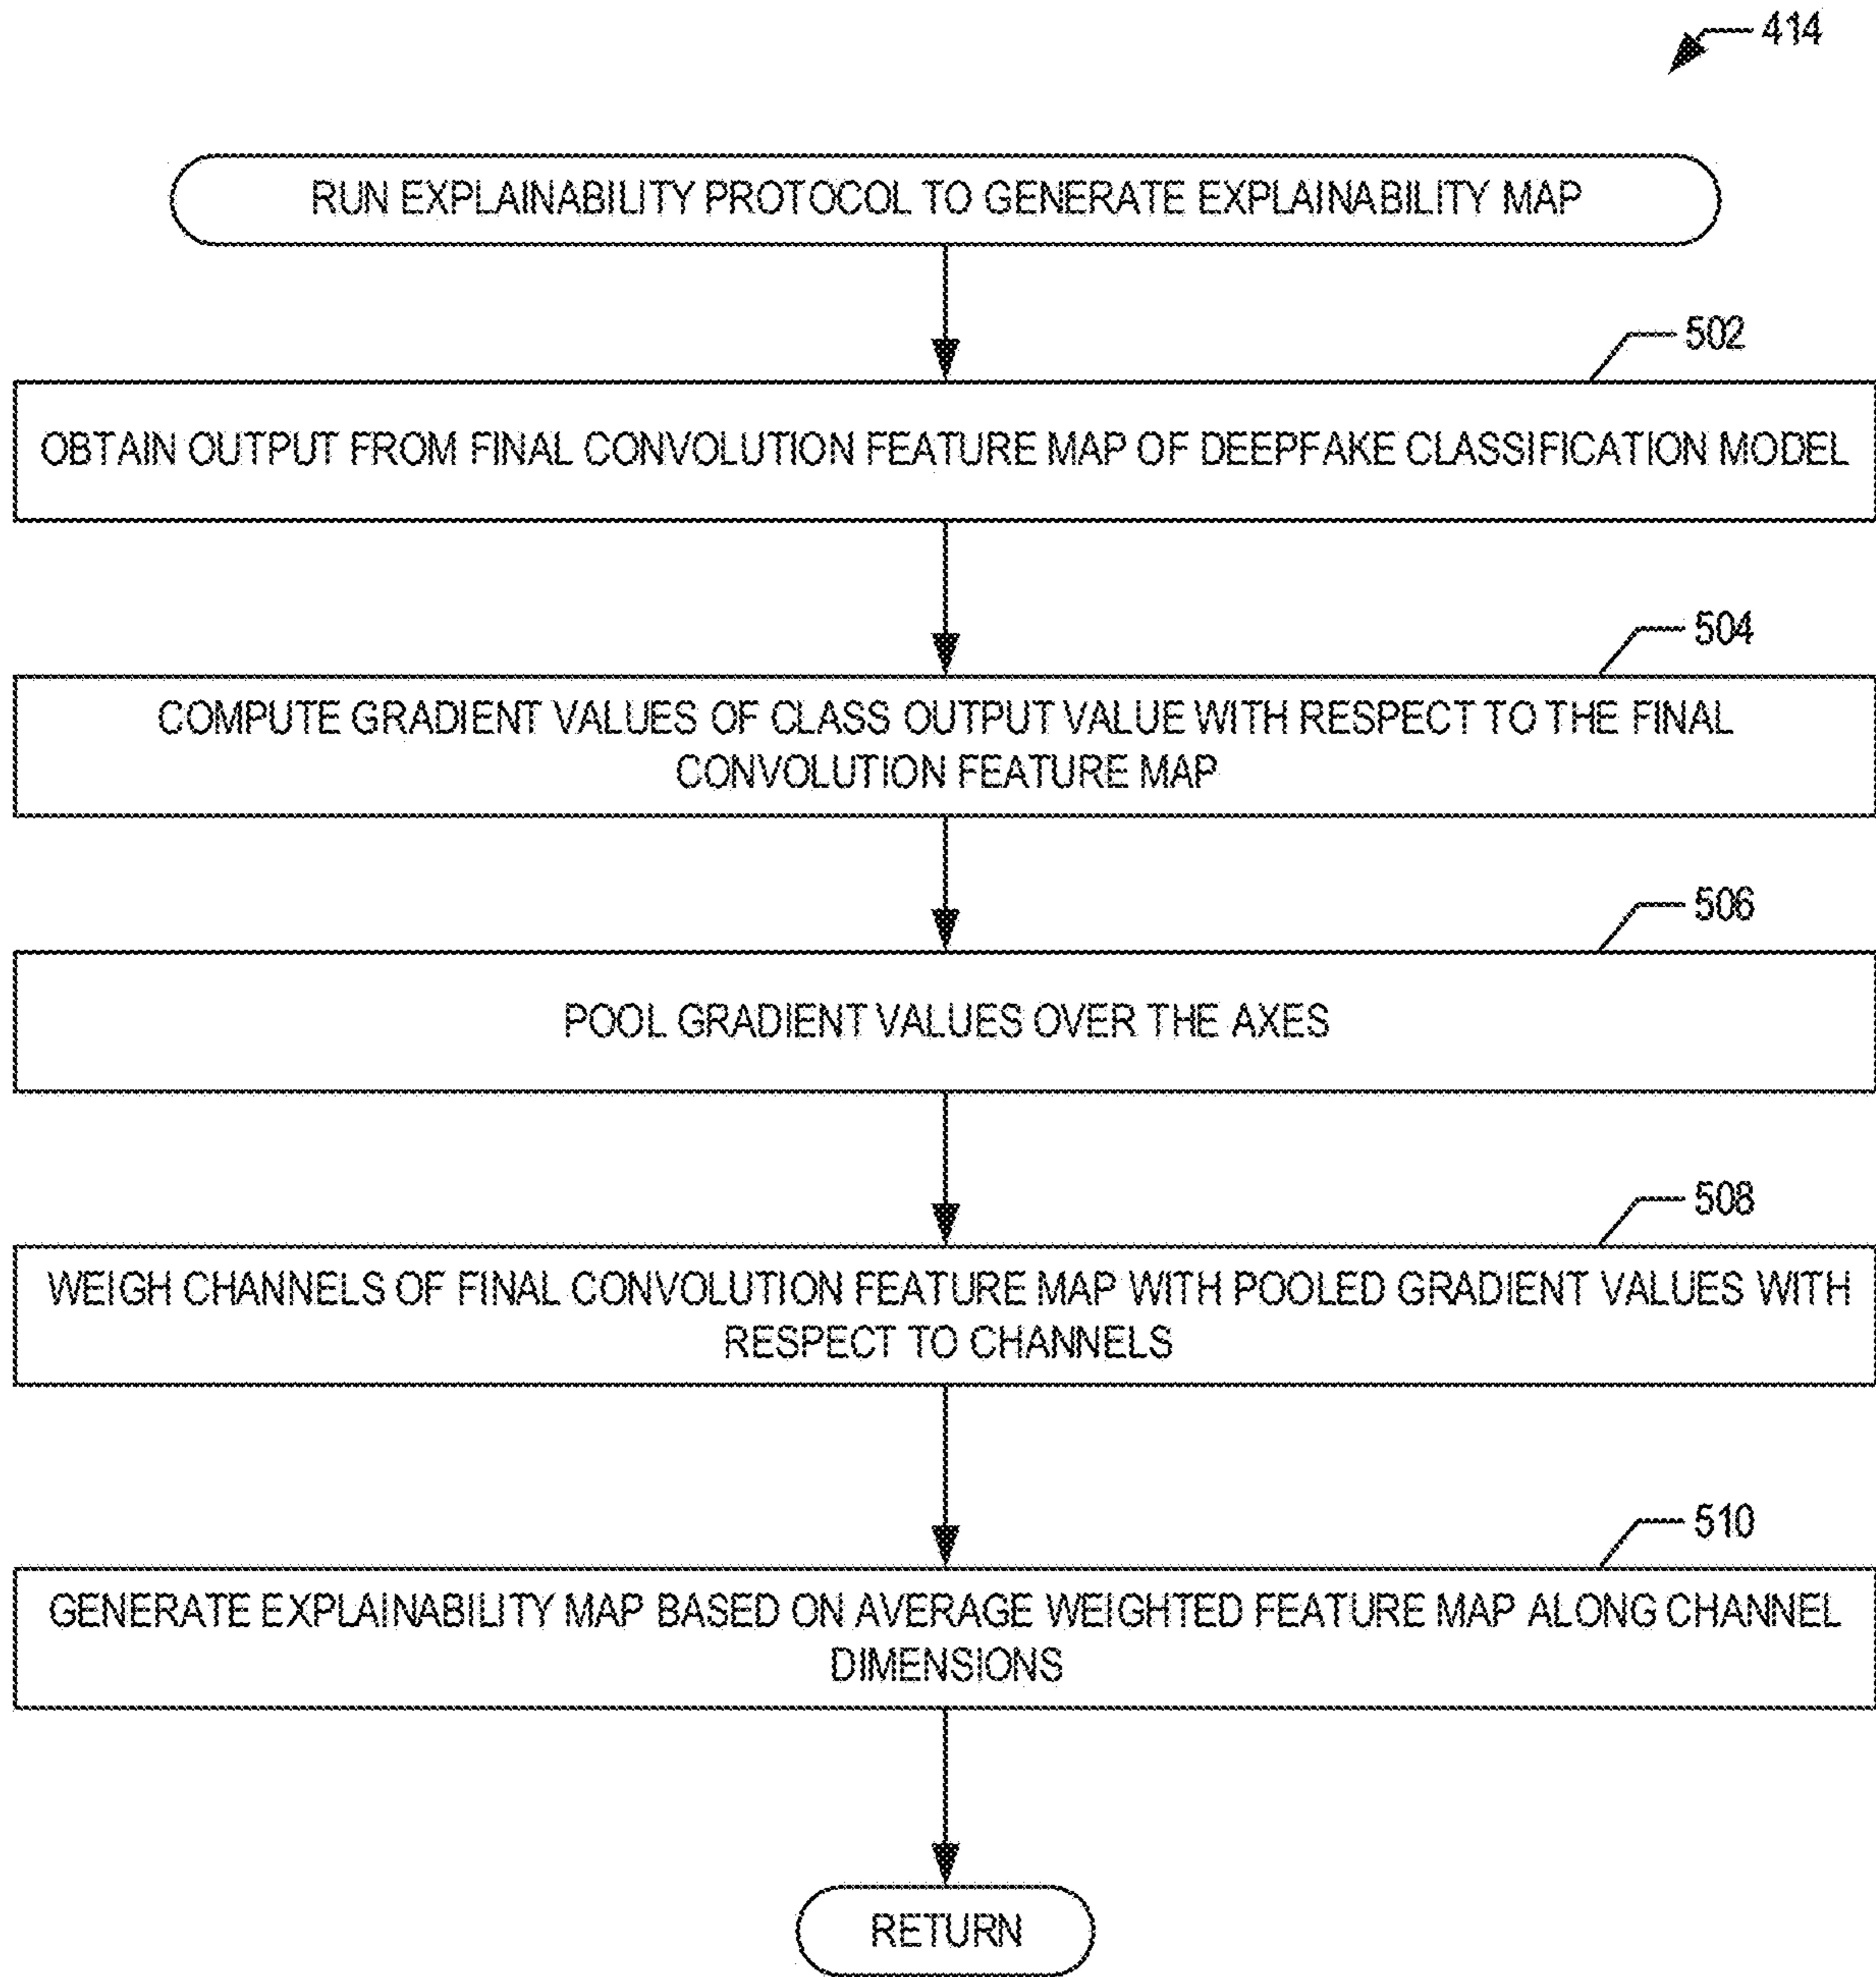 414
RUN EXPLAINABILITY PROTOCOL TO GENERATE EXPLAINABILITY MAP
502
OBTAIN OUTPUT FROM FINAL CONVOLUTION FEATURE MAP OF DEEPFAKE CLASSIFICATION MODEL
504
COMPUTE GRADIENT VALUES OF CLASS OUTPUT VALUE WITH RESPECT TO THE FINAL
CONVOLUTION FEATURE MAP
506
POOL GRADIENT VALUES OVER THE AXES
508
WEIGH CHANNELS OF FINAL CONVOLUTION FEATURE MAP WITH POOLED GRADIENT VALUES WITH
RESPECT TO CHANNELS
510
GENERATE EXPLAINABILITY MAP BASED ON AVERAGE WEIGHTED FEATURE MAP ALONG CHANNEL
DIMENSIONS
RETURN